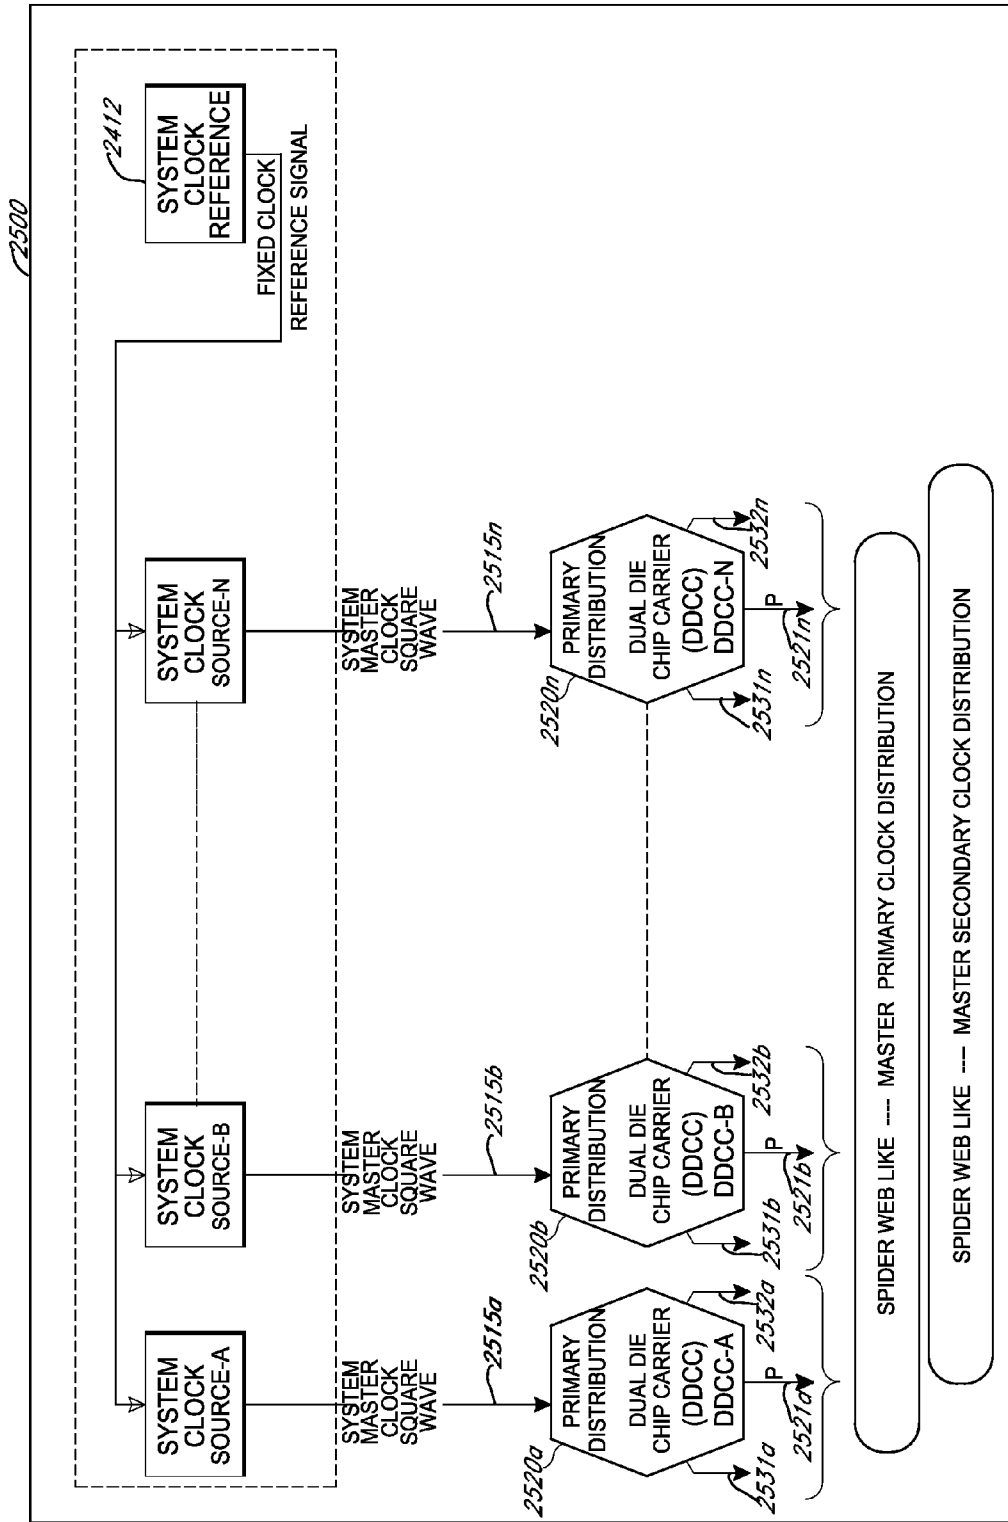 2500
2412
SYSTEM
CLOCK
REFERENCE
FIXED CLOCK
REFERENCE SIGNAL
SYSTEM
CLOCK
SOURCE-A
SYSTEM
CLOCK
SOURCE-B
SYSTEM
CLOCK
SOURCE-N
SYSTEM
MASTER
CLOCK
SQUARE
WAVE
2515a
SYSTEM
MASTER
CLOCK
SQUARE
WAVE
2515b
SYSTEM
MASTER
CLOCK
SQUARE
WAVE
2515n
2520a
PRIMARY
DISTRIBUTION
DUAL DIE
CHIP CARRIER
(DDCC)
DDCC-A
2531a
P
2521a
2532a
2520b
PRIMARY
DISTRIBUTION
DUAL DIE
CHIP CARRIER
(DDCC)
DDCC-B
2531b
P
2521b
2532b
2520n
PRIMARY
DISTRIBUTION
DUAL DIE
CHIP CARRIER
(DDCC)
DDCC-N
2531n
P
2521n
2532n
SPIDER WEB LIKE ---- MASTER PRIMARY CLOCK DISTRIBUTION
SPIDER WEB LIKE ---- MASTER SECONDARY CLOCK DISTRIBUTION